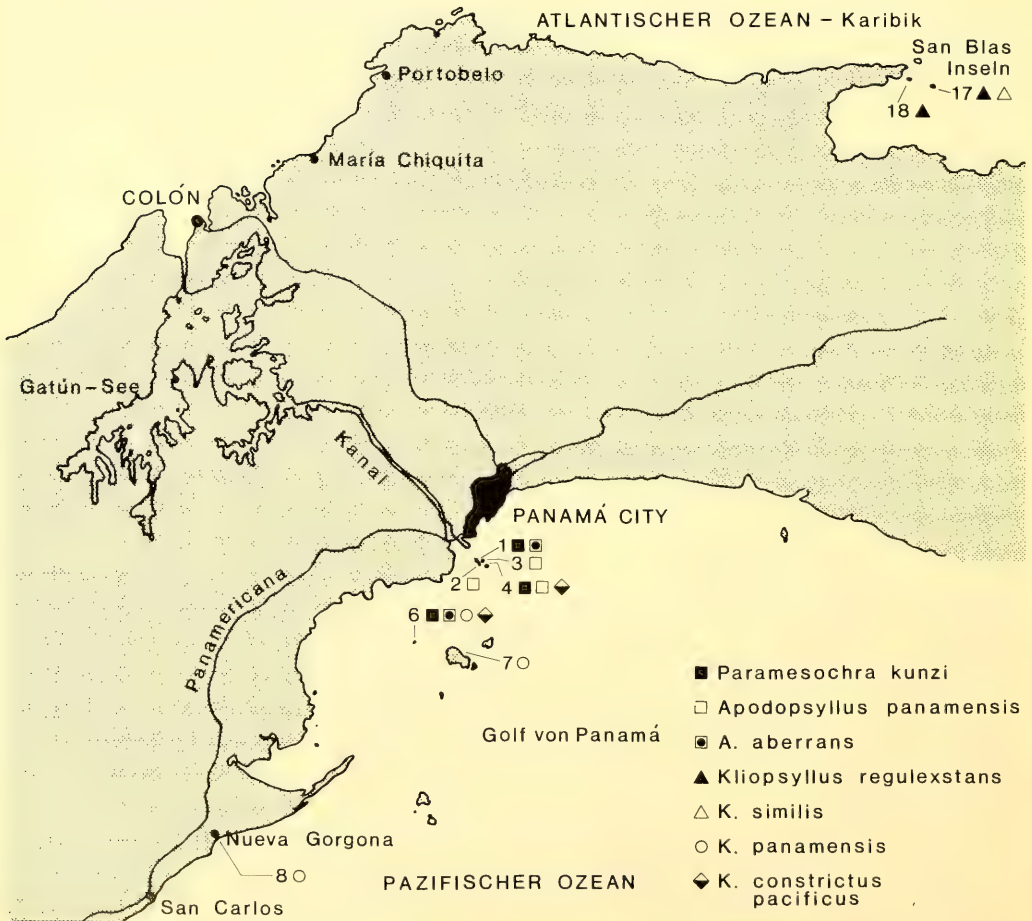 ATLANTISCHER OZEAN – Karibik
San Blas
Inseln
Portobelo
17 ▲ △
18 ▲
María Chiquita
COLÓN
Gatún–See
Kanal
PANAMÁ CITY
1 ■ ▣
3 □
2 □
4 ■ □ ⬙
Panamericana
6 ■ ▣ ○ ⬙
7 ○
■ Paramesochra kunzi
□ Apodopsyllus panamensis
Golf von Panamá
▣ A. aberrans
▲ Kliopsyllus regulexstans
△ K. similis
Nueva Gorgona
○ K. panamensis
8 ○
PAZIFISCHER OZEAN
⬙ K. constrictus
pacificus
San Carlos